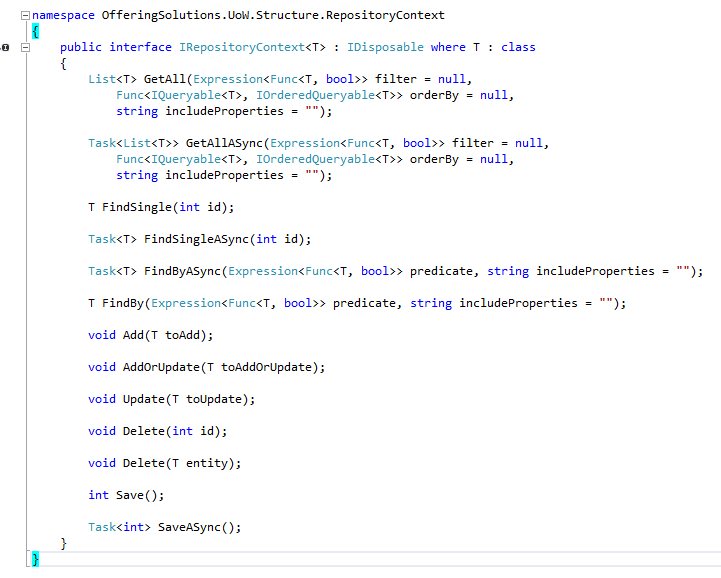 namespace OfferingSolutions.UoW.Structure.RepositoryContext
{
public interface IRepositoryContext<T> : IDisposable where T : class
{
List<T> GetAll(Expression<Func<T, bool>> filter = null,
Func<IQueryable<T>, IOrderedQueryable<T>> orderBy = null,
string includeProperties = "");
Task<List<T>> GetAllASync(Expression<Func<T, bool>> filter = null,
Func<IQueryable<T>, IOrderedQueryable<T>> orderBy = null,
string includeProperties = "");
T FindSingle(int id);
Task<T> FindSingleASync(int id);
Task<T> FindByASync(Expression<Func<T, bool>> predicate, string includeProperties = "");
T FindBy(Expression<Func<T, bool>> predicate, string includeProperties = "");
void Add(T toAdd);
void AddOrUpdate(T toAddOrUpdate);
void Update(T toUpdate);
void Delete(int id);
void Delete(T entity);
int Save();
Task<int> SaveASync();
}
}